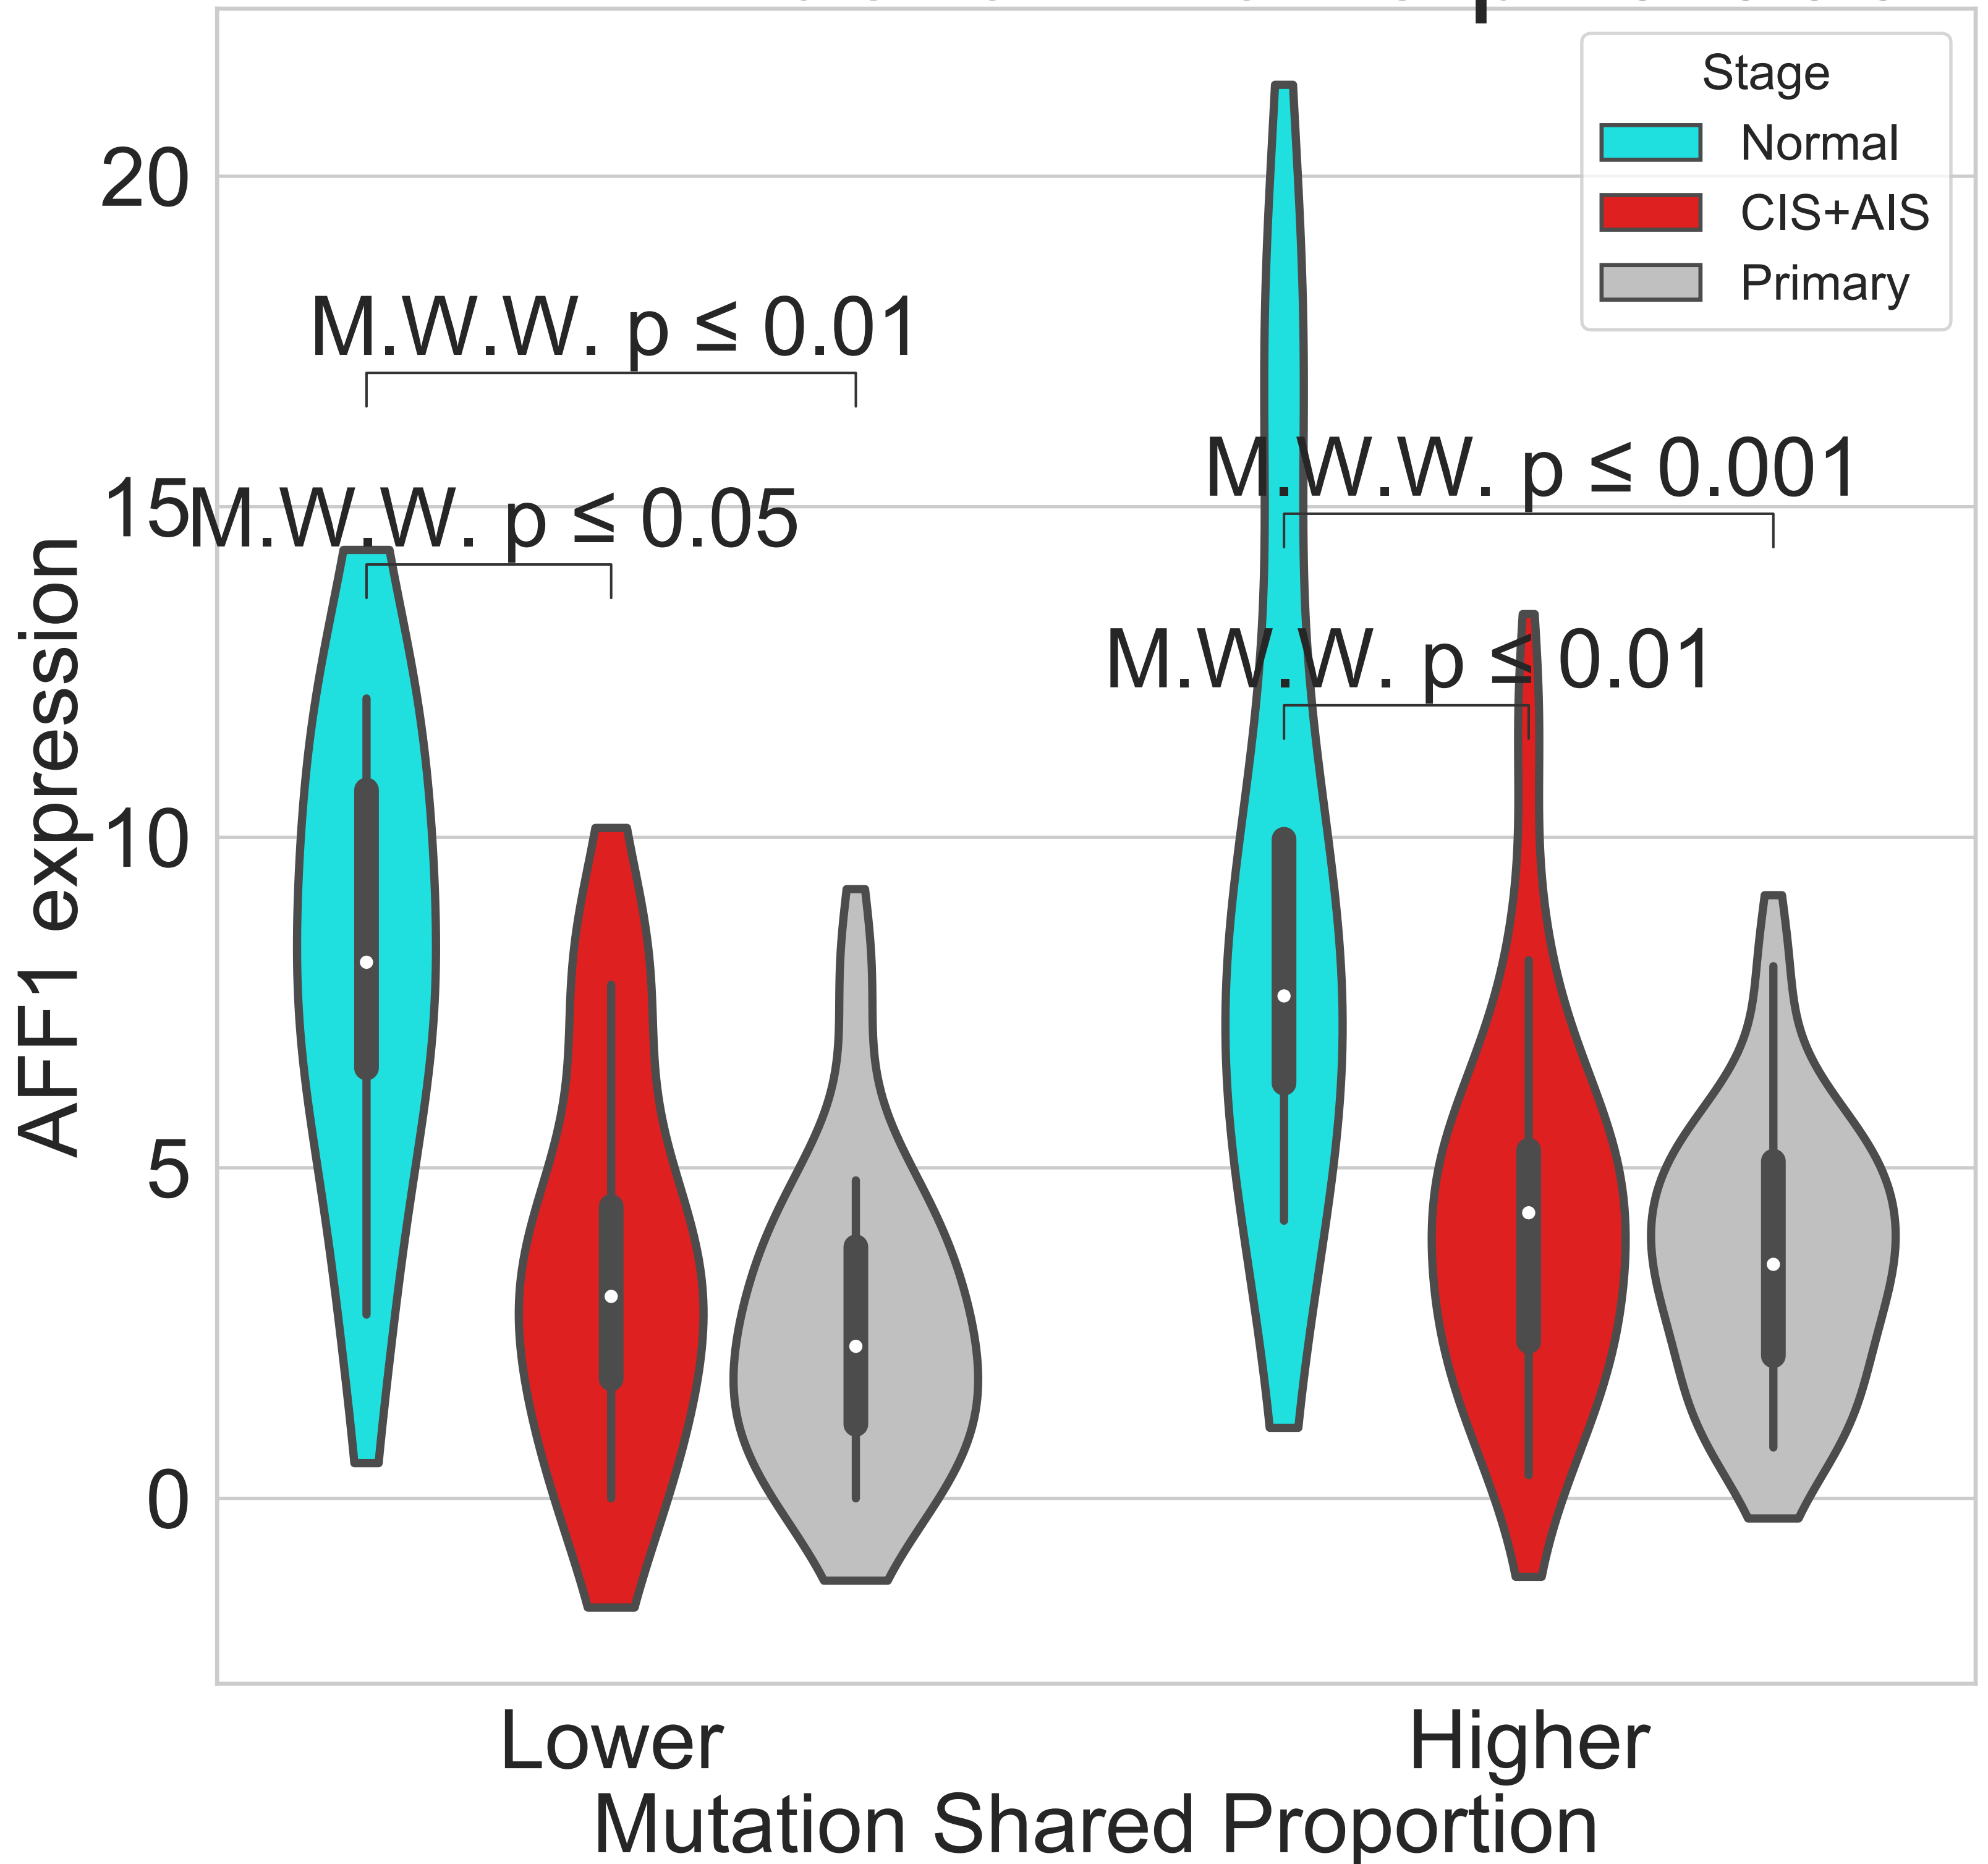 Stage
Normal
CIS+AIS
Primary
20
15
10
5
0
AFF1 expression
M.W.W. p ≤ 0.01
M.W.W. p ≤ 0.05
M.W.W. p ≤ 0.001
M.W.W. p ≤ 0.01
Lower
Higher
Mutation Shared Proportion